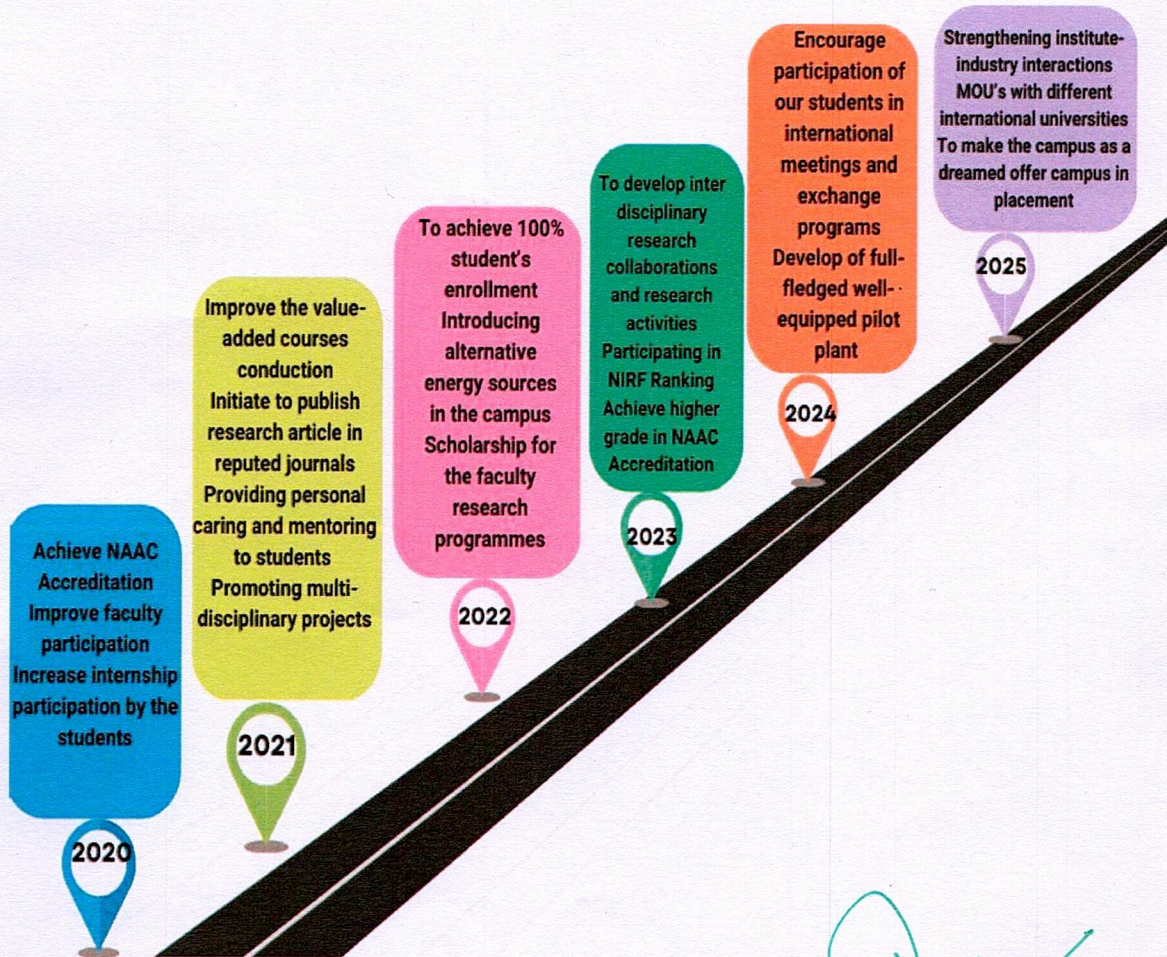 Achieve NAAC
Accreditation
Improve faculty
participation
Increase internship
participation by the
students
2020
Improve the value-
added courses
conduction
Initiate to publish
research article in
reputed journals
Providing personal
caring and mentoring
to students
Promoting multi-
disciplinary projects
2021
To achieve 100%
student's
enrollment
Introducing
alternative
energy sources
in the campus
Scholarship for
the faculty
research
programmes
2022
To develop inter
disciplinary
research
collaborations
and research
activities
Participating in
NIRF Ranking
Achieve higher
grade in NAAC
Accreditation
2023
Encourage
participation of
our students in
international
meetings and
exchange
programs
Develop of full-
fledged well-
equipped pilot
plant
2024
Strengthening institute-
industry interactions
MOU's with different
international universities
To make the campus as a
dreamed offer campus in
placement
2025